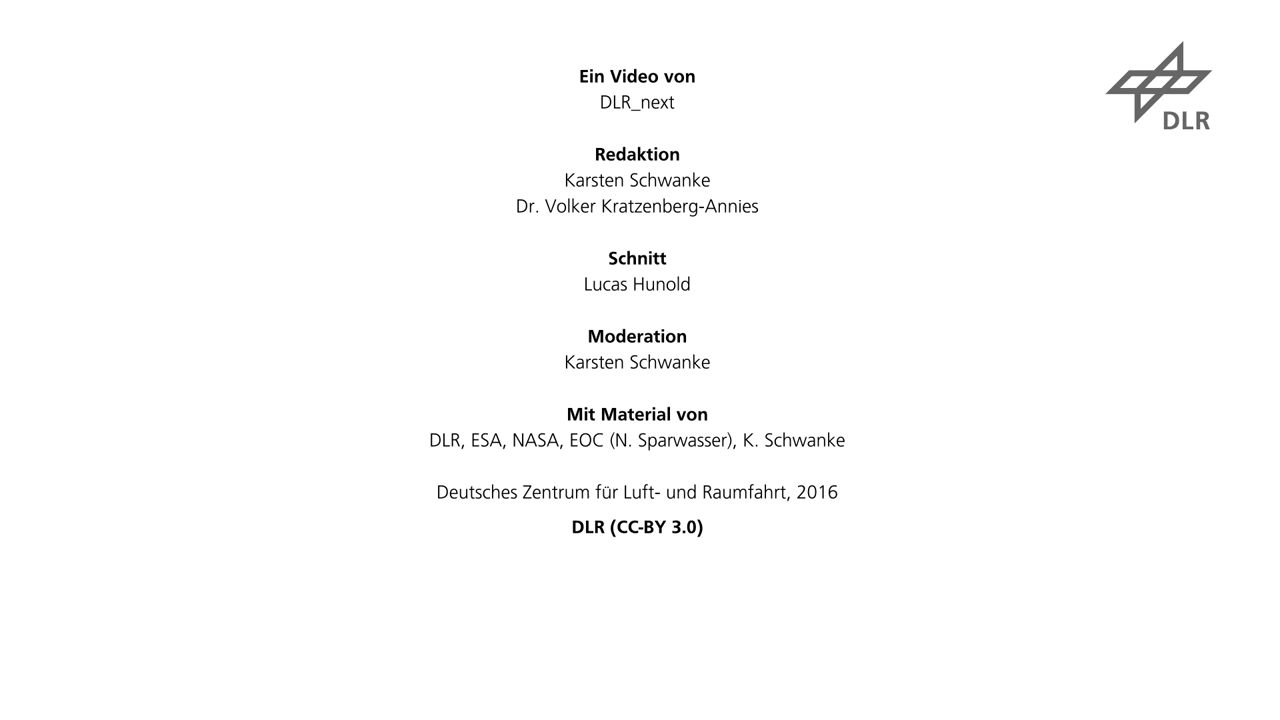 Ein Video von
DLR_next
Redaktion
Karsten Schwanke
Dr. Volker Kratzenberg-Annies
Schnitt
Lucas Hunold
Moderation
Karsten Schwanke
Mit Material von
DLR, ESA, NASA, EOC (N. Sparwasser), K. Schwanke
Deutsches Zentrum für Luft- und Raumfahrt, 2016
DLR (CC-BY 3.0)
DLR